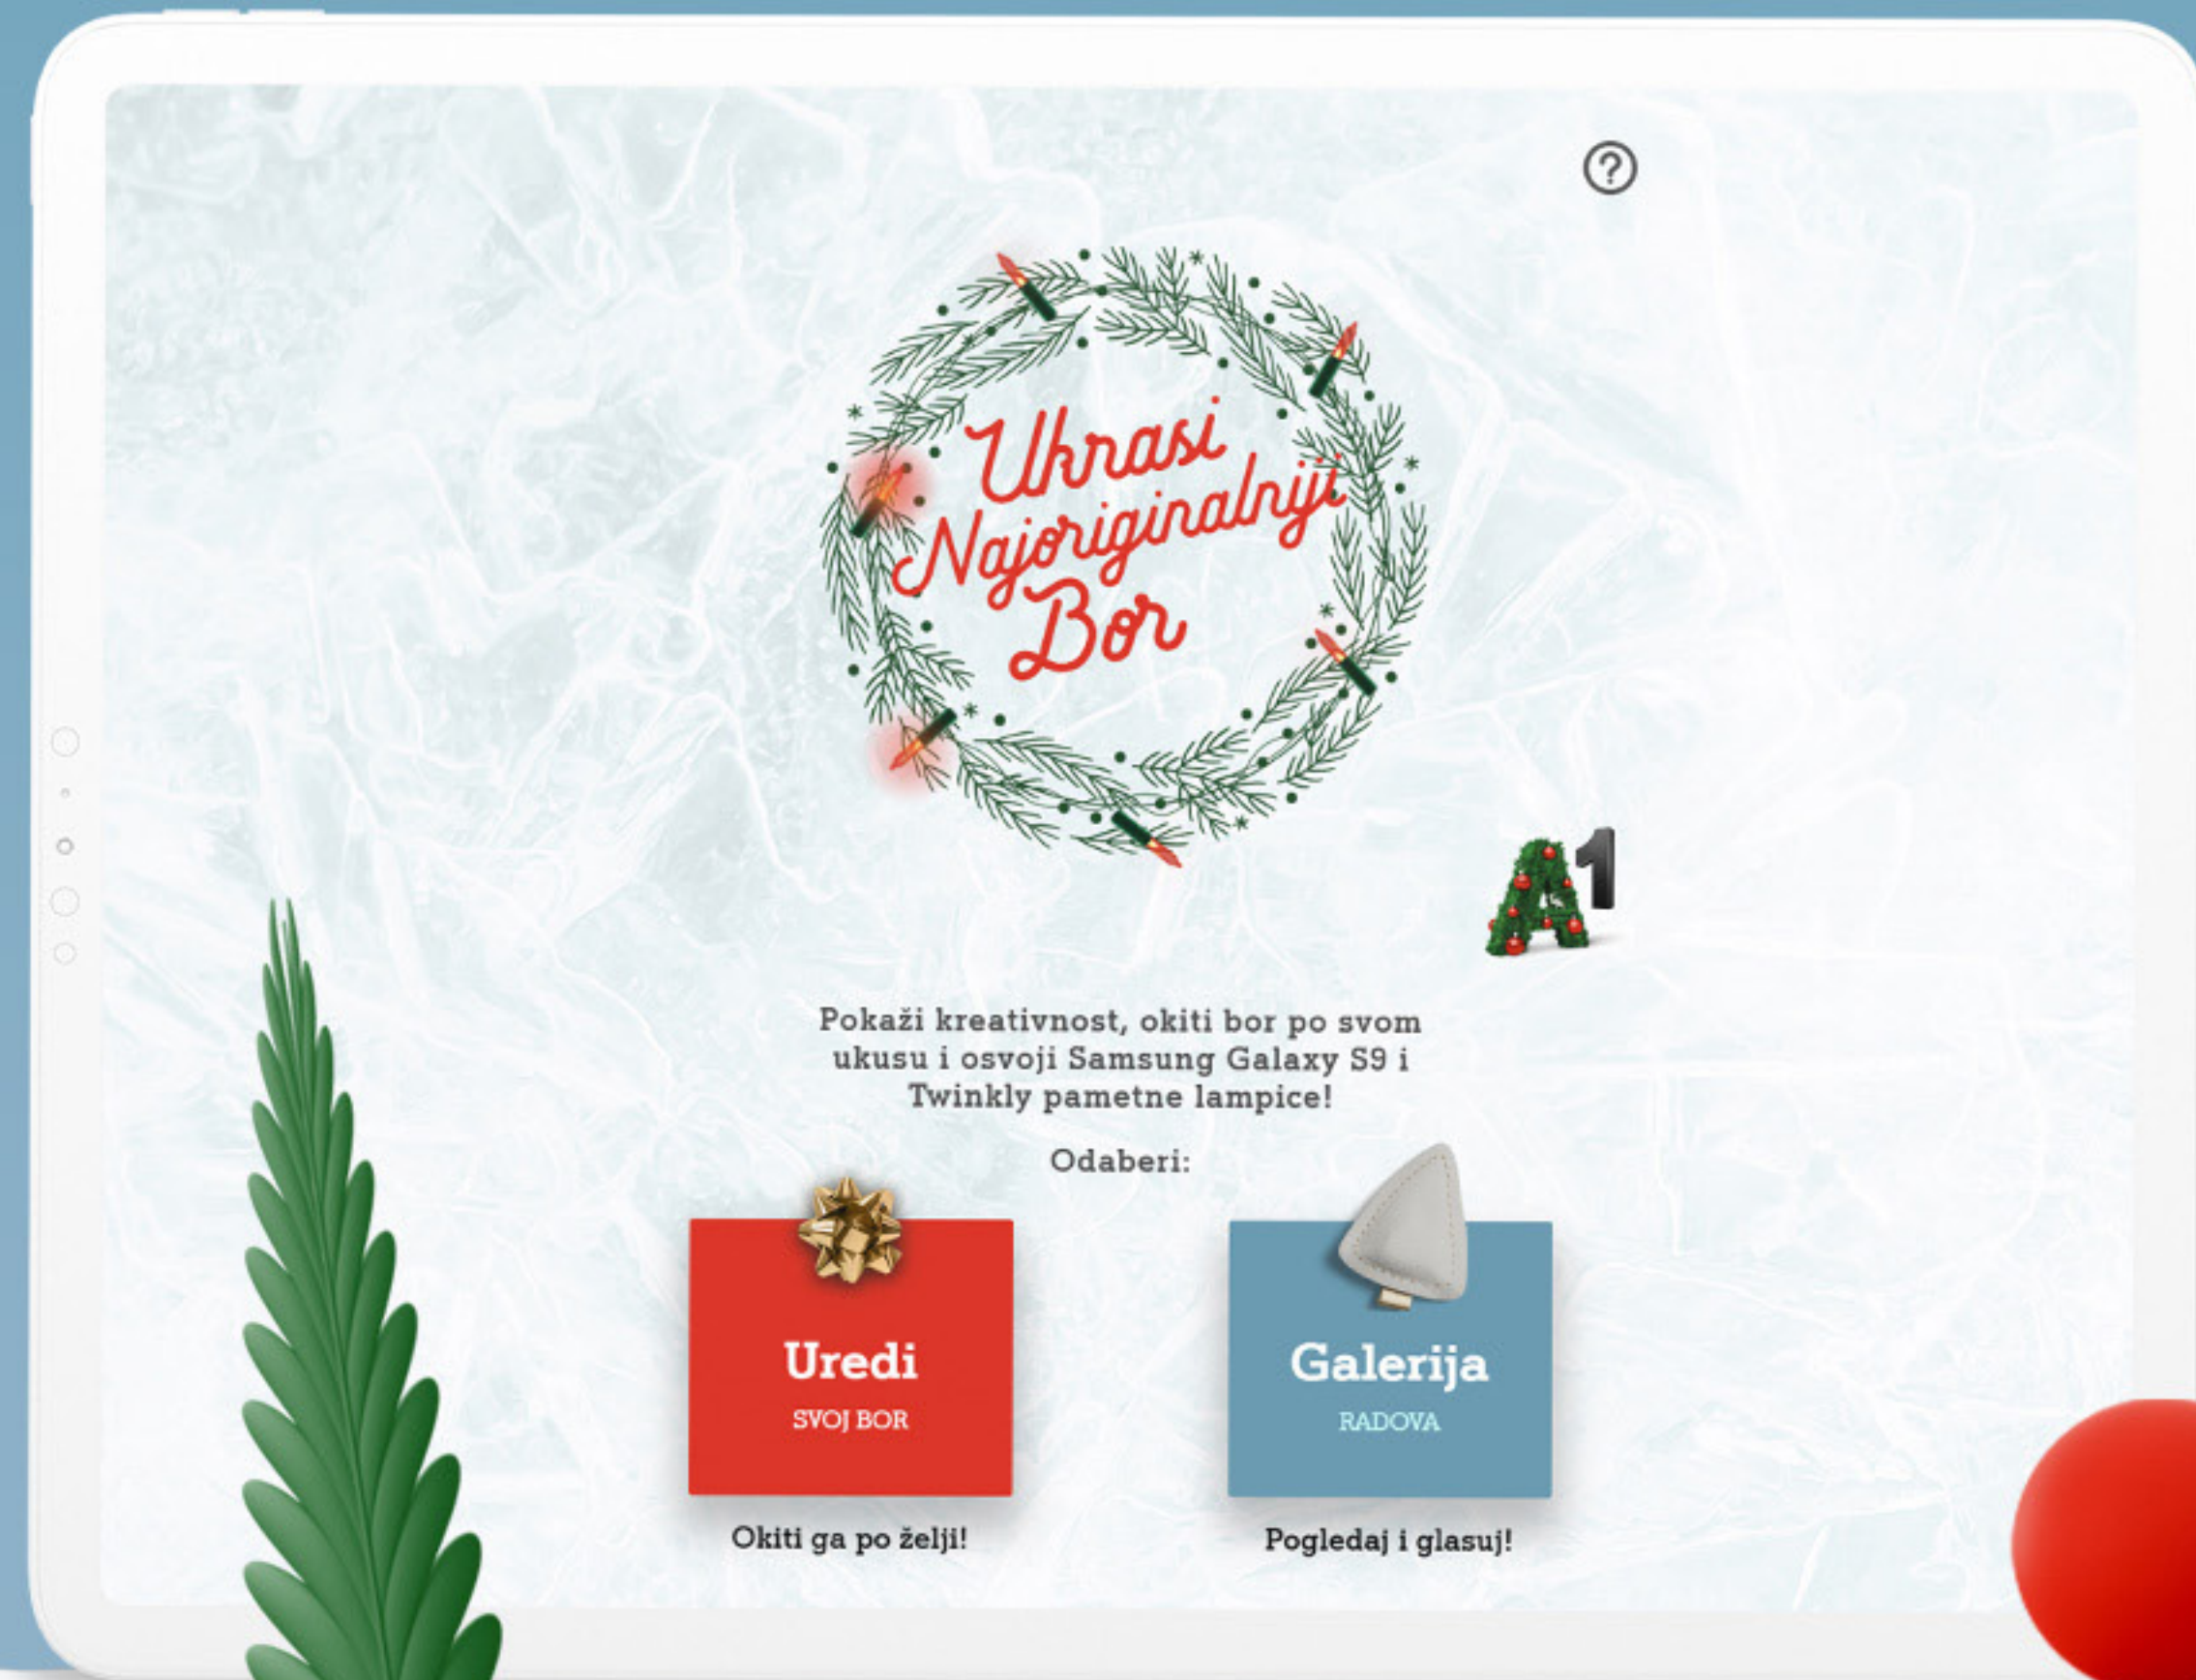 ?
Ukrasi
Najoriginalniji
Bor
A1
Pokaži kreativnost, okiti bor po svom
ukusu i osvoji Samsung Galaxy S9 i
Twinkly pametne lampice!
Odaberi:
Uredi
SVOJ BOR
Okiti ga po želji!
Galerija
RADOVA
Pogledaj i glasuj!